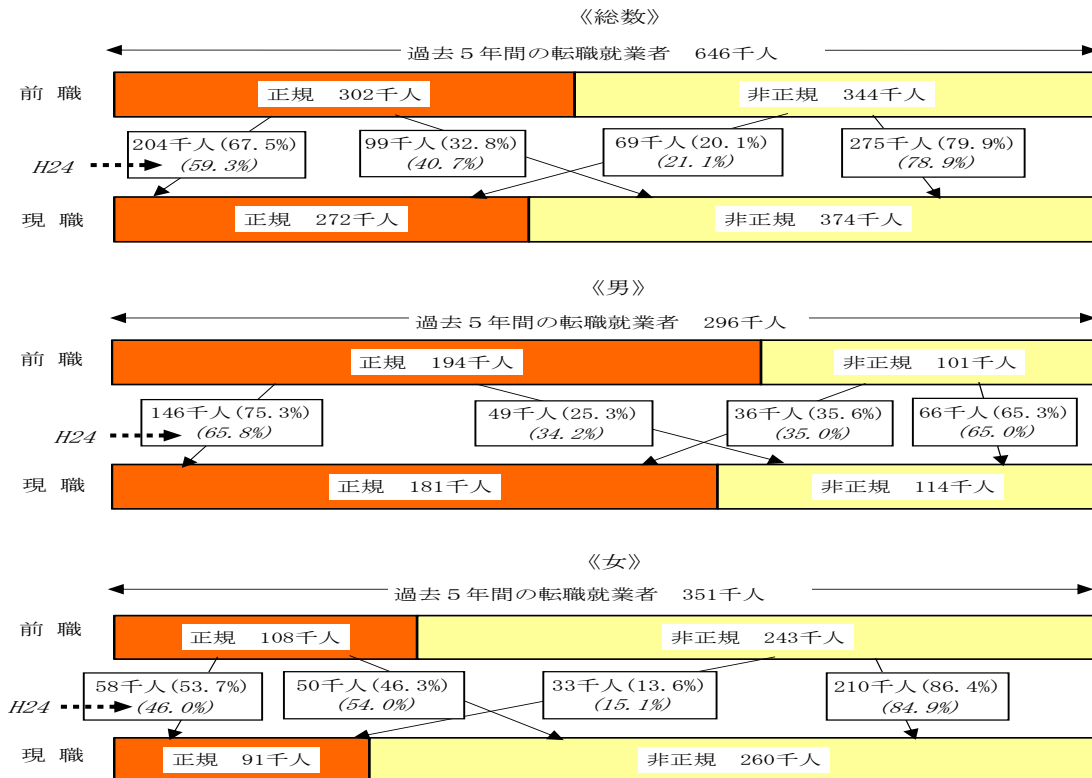 《総数》
過去５年間の転職就業者　646千人
前 職
正規　302千人
非正規　344千人
204千人(67.5%)
(59.3%)
99千人(32.8%)
(40.7%)
69千人(20.1%)
(21.1%)
275千人(79.9%)
(78.9%)
H24
現 職
正規　272千人
非正規　374千人
《男》
過去５年間の転職就業者　296千人
前 職
正規　194千人
非正規　101千人
146千人(75.3%)
(65.8%)
49千人(25.3%)
(34.2%)
36千人(35.6%)
(35.0%)
66千人(65.3%)
(65.0%)
H24
現 職
正規　181千人
非正規　114千人
《女》
過去５年間の転職就業者　351千人
前 職
正規　108千人
非正規　243千人
58千人(53.7%)
(46.0%)
50千人(46.3%)
(54.0%)
33千人(13.6%)
(15.1%)
210千人(86.4%)
(84.9%)
H24
現 職
正規　91千人
非正規　260千人